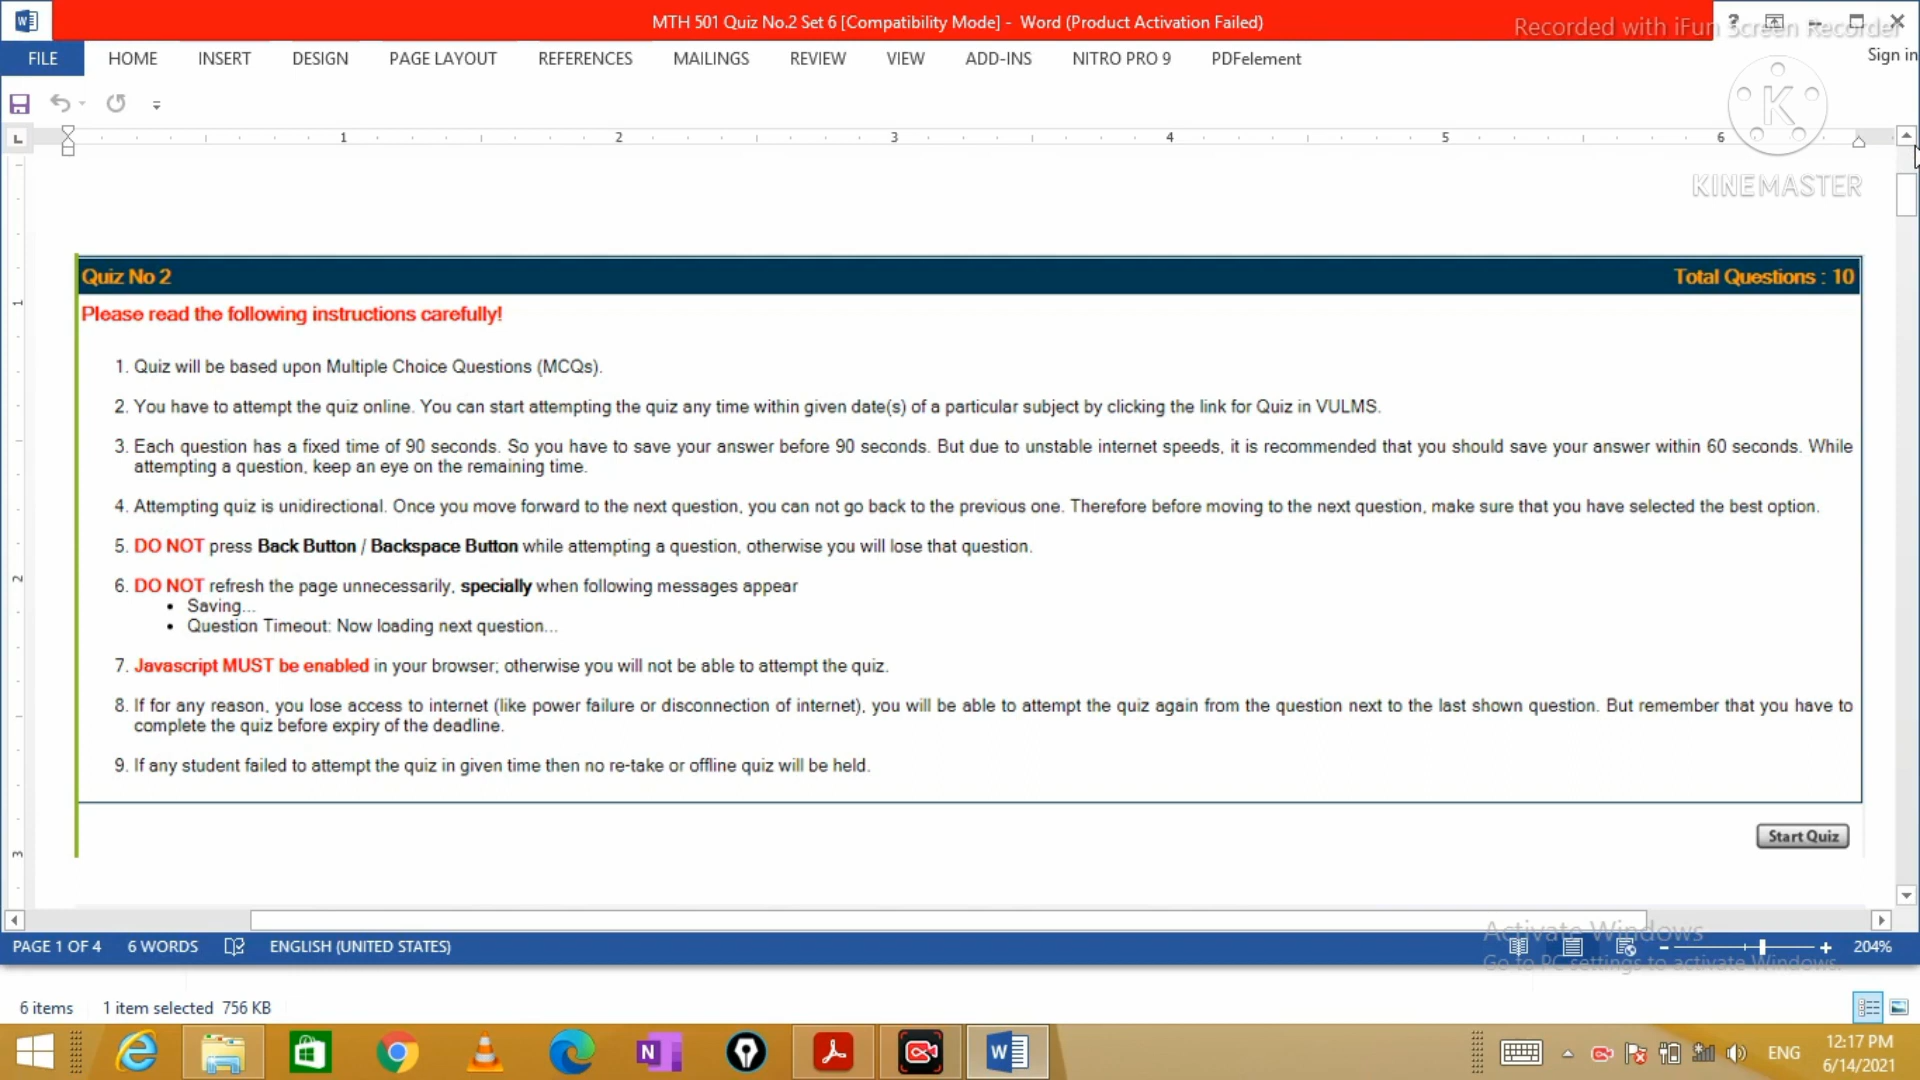 MTH 501 Quiz No.2 Set 6 [Compatibility Mode] - Word (Product Activation Failed)
Recorded with iFun Screen Recorder
FILE HOME INSERT DESIGN PAGE LAYOUT REFERENCES MAILINGS REVIEW VIEW ADD-INS NITRO PRO 9 PDFelement Sign in
K
1 2 3 4 5 6
KINEMASTER
Quiz No 2 Total Questions : 10
Please read the following instructions carefully!
1. Quiz will be based upon Multiple Choice Questions (MCQs).
2. You have to attempt the quiz online. You can start attempting the quiz any time within given date(s) of a particular subject by clicking the link for Quiz in VULMS.
3. Each question has a fixed time of 90 seconds. So you have to save your answer before 90 seconds. But due to unstable internet speeds, it is recommended that you should save your answer within 60 seconds. While
attempting a question, keep an eye on the remaining time.
4. Attempting quiz is unidirectional. Once you move forward to the next question, you can not go back to the previous one. Therefore before moving to the next question, make sure that you have selected the best option.
5. DO NOT press Back Button / Backspace Button while attempting a question, otherwise you will lose that question.
6. DO NOT refresh the page unnecessarily, specially when following messages appear
• Saving...
• Question Timeout: Now loading next question...
7. Javascript MUST be enabled in your browser; otherwise you will not be able to attempt the quiz.
8. If for any reason, you lose access to internet (like power failure or disconnection of internet), you will be able to attempt the quiz again from the question next to the last shown question. But remember that you have to
complete the quiz before expiry of the deadline.
9. If any student failed to attempt the quiz in given time then no re-take or offline quiz will be held.
Start Quiz
1
2
3
Activate Windows
Go to PC settings to activate Windows.
PAGE 1 OF 4 6 WORDS ENGLISH (UNITED STATES) 204%
6 items 1 item selected 756 KB
ENG 12:17 PM
6/14/2021